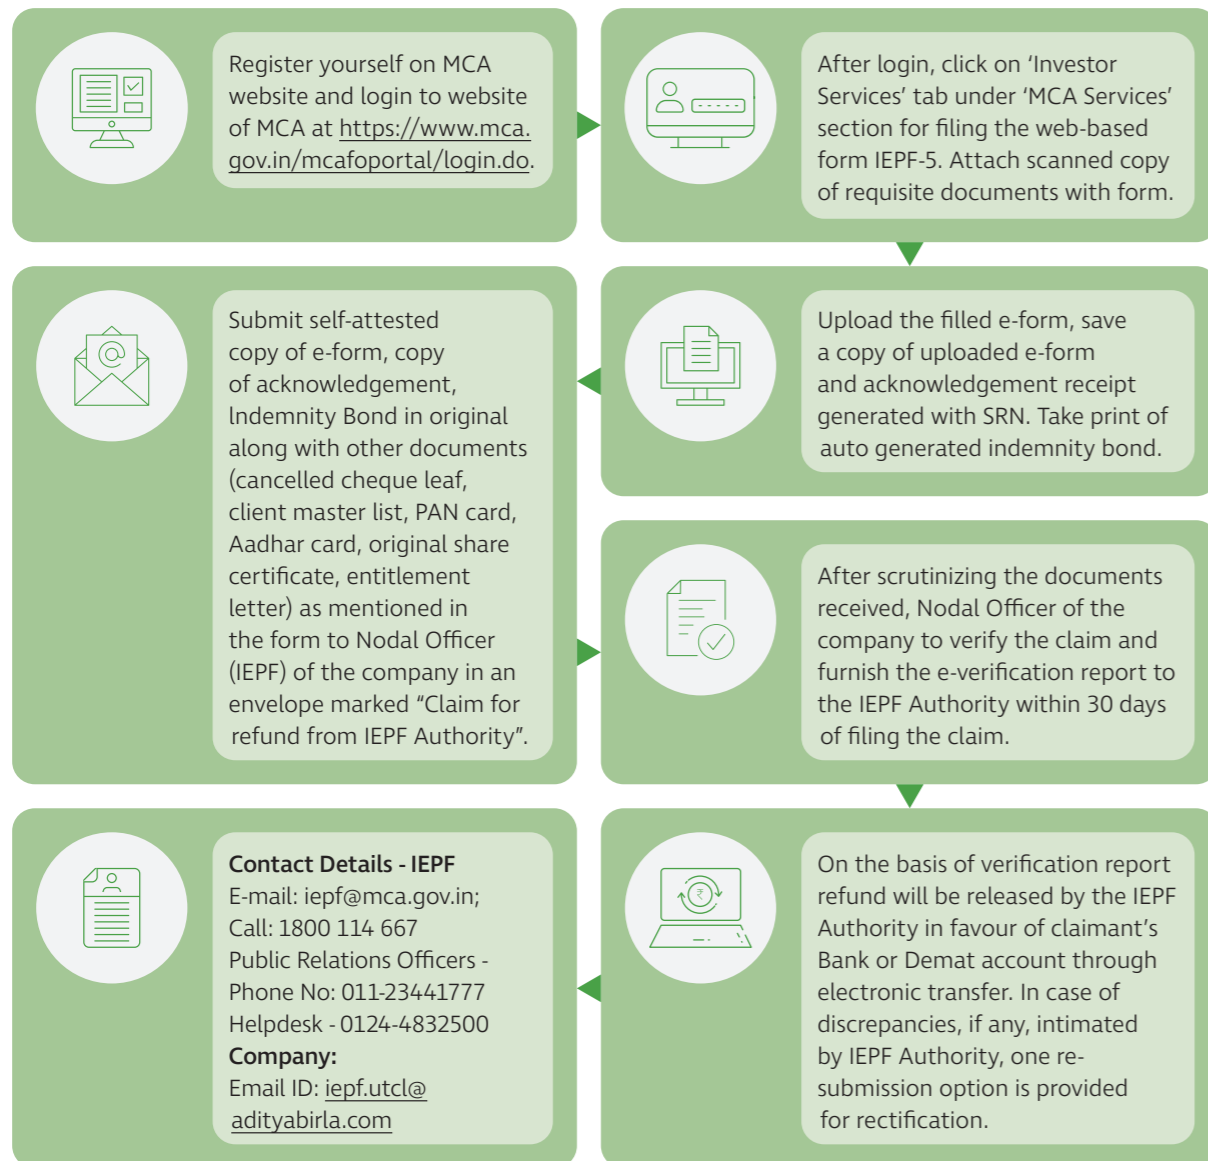 Register yourself on MCA
website and login to website
of MCA at https://www.mca.
gov.in/mcafoportal/login.do.
After login, click on ‘Investor
Services’ tab under ‘MCA Services’
section for filing the web-based
form IEPF-5. Attach scanned copy
of requisite documents with form.
Upload the filled e-form, save
a copy of uploaded e-form
and acknowledgement receipt
generated with SRN. Take print of
auto generated indemnity bond.
Submit self-attested
copy of e-form, copy
of acknowledgement,
Indemnity Bond in original
along with other documents
(cancelled cheque leaf,
client master list, PAN card,
Aadhar card, original share
certificate, entitlement
letter) as mentioned in
the form to Nodal Officer
(IEPF) of the company in an
envelope marked “Claim for
refund from IEPF Authority”.
After scrutinizing the documents
received, Nodal Officer of the
company to verify the claim and
furnish the e-verification report to
the IEPF Authority within 30 days
of filing the claim.
₹
On the basis of verification report
refund will be released by the IEPF
Authority in favour of claimant’s
Bank or Demat account through
electronic transfer. In case of
discrepancies, if any, intimated
by IEPF Authority, one re-
submission option is provided
for rectification.
Contact Details - IEPF
E-mail: iepf@mca.gov.in;
Call: 1800 114 667
Public Relations Officers -
Phone No: 011-23441777
Helpdesk - 0124-4832500
Company:
Email ID: iepf.utcl@
adityabirla.com